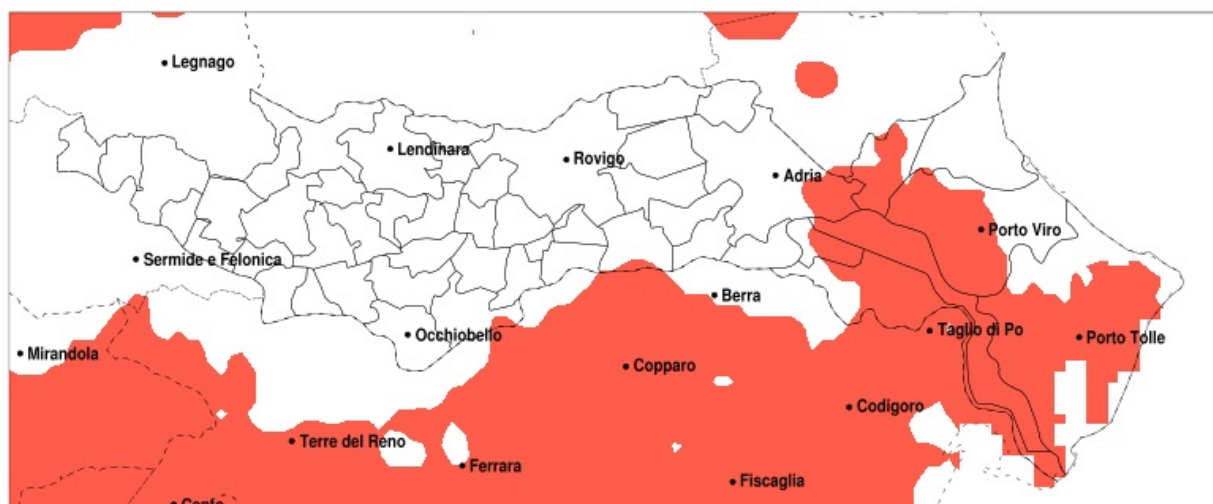 Legnago
Lendinara
Rovigo
Adria
Porto Viro
Sermide e Felonica
Berra
Taglio di Po
Porto Tolle
Occhiobello
Mirandola
Copparo
Codigoro
Terre del Reno
Ferrara
Fiscaglia